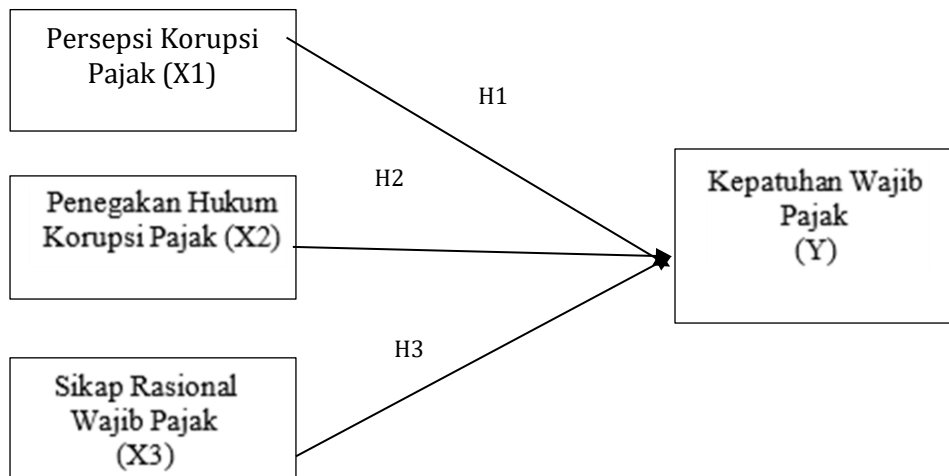 Persepsi Korupsi
Pajak (X1)
H1
H2
Penegakan Hukum
Korupsi Pajak (X2)
Kepatuhan Wajib
Pajak
(Y)
H3
Sikap Rasional
Wajib Pajak
(X3)